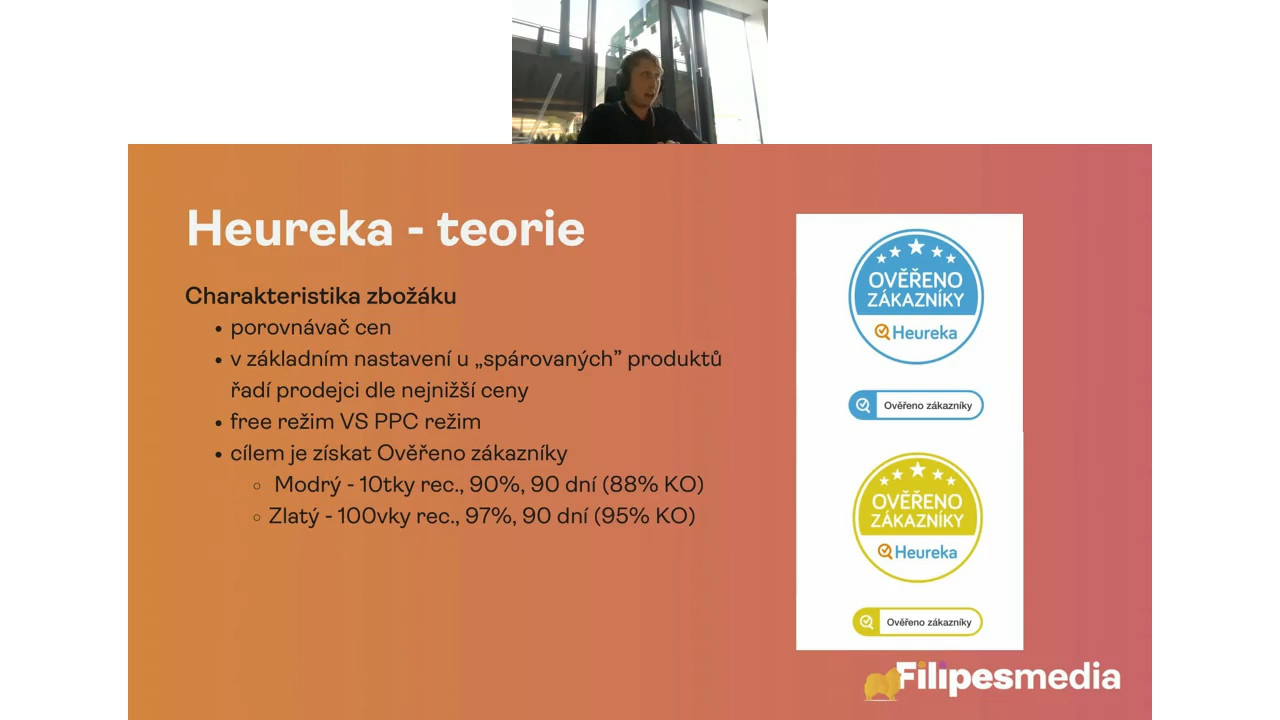 Heureka - teorie
Charakteristika zbožáku
• porovnávač cen
• v základním nastavení u „spárovaných” produktů
řadí prodejci dle nejnižší ceny
• free režim VS PPC režim
• cílem je získat Ověřeno zákazníky
◦ Modrý - 10tky rec., 90%, 90 dní (88% KO)
◦ Zlatý - 100vky rec., 97%, 90 dní (95% KO)
OVĚŘENO
ZÁKAZNÍKY
Heureka
Ověřeno zákazníky
OVĚŘENO
ZÁKAZNÍKY
Heureka
Ověřeno zákazníky
Filipesmedia